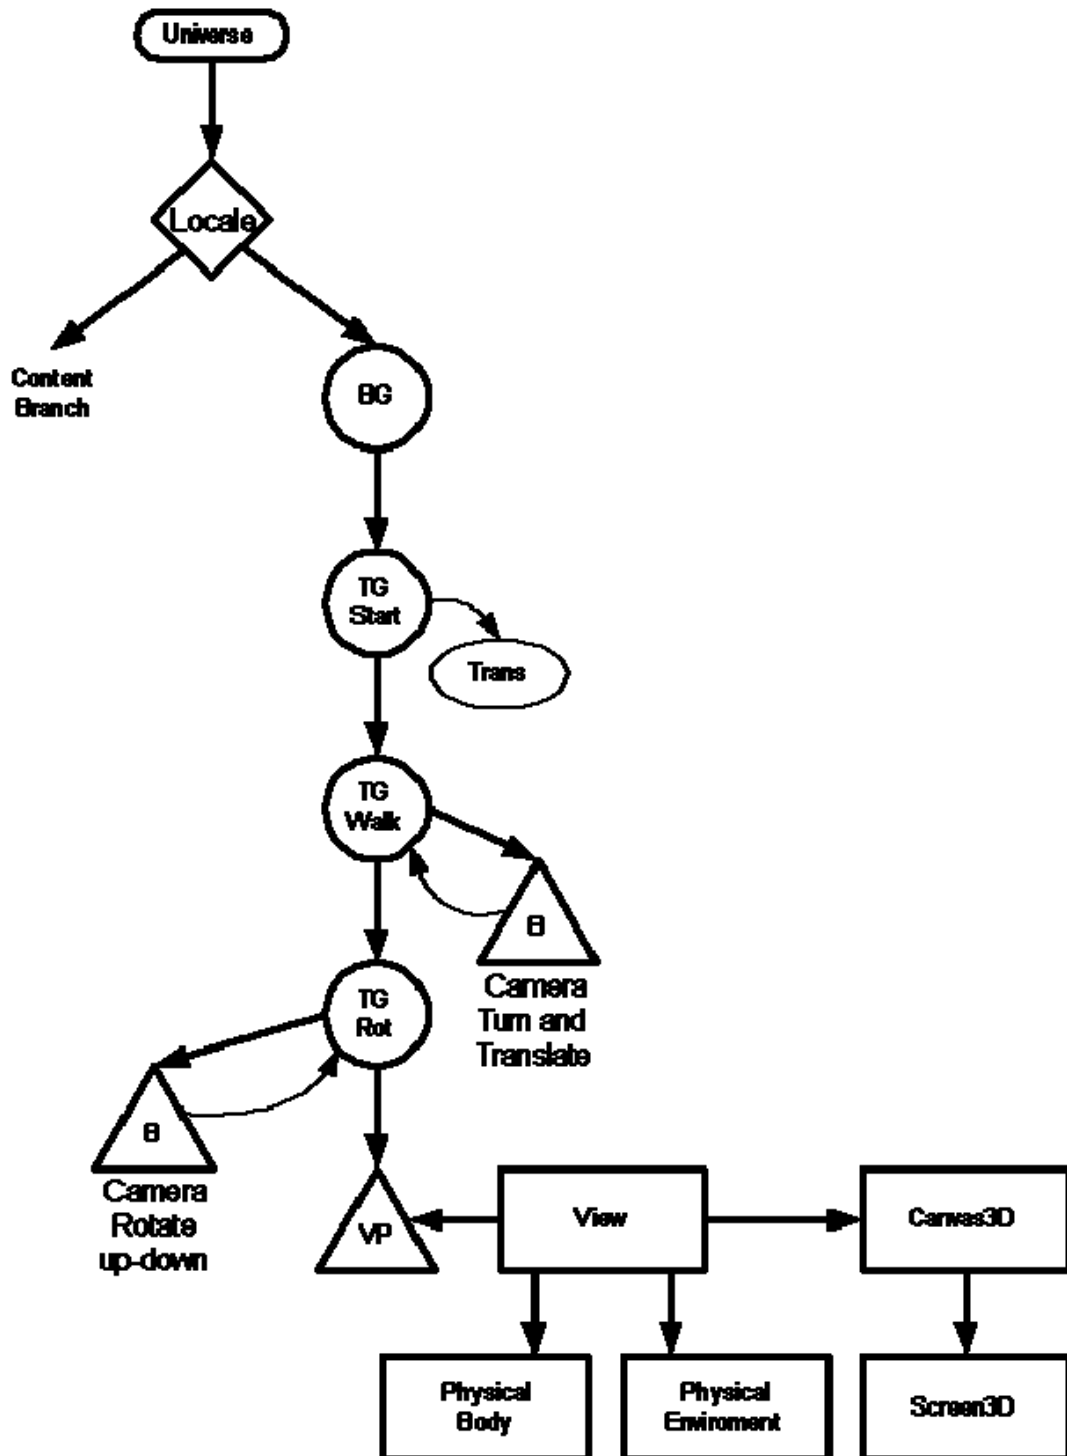 Universe
Locale
Content
Branch
BG
TG
Start
Trans
TG
Walk
B
Camera
Turn and
Translate
TG
Rot
B
Camera
Rotate
up-down
VP
View
Canvas3D
Physical
Body
Physical
Enviroment
Screen3D